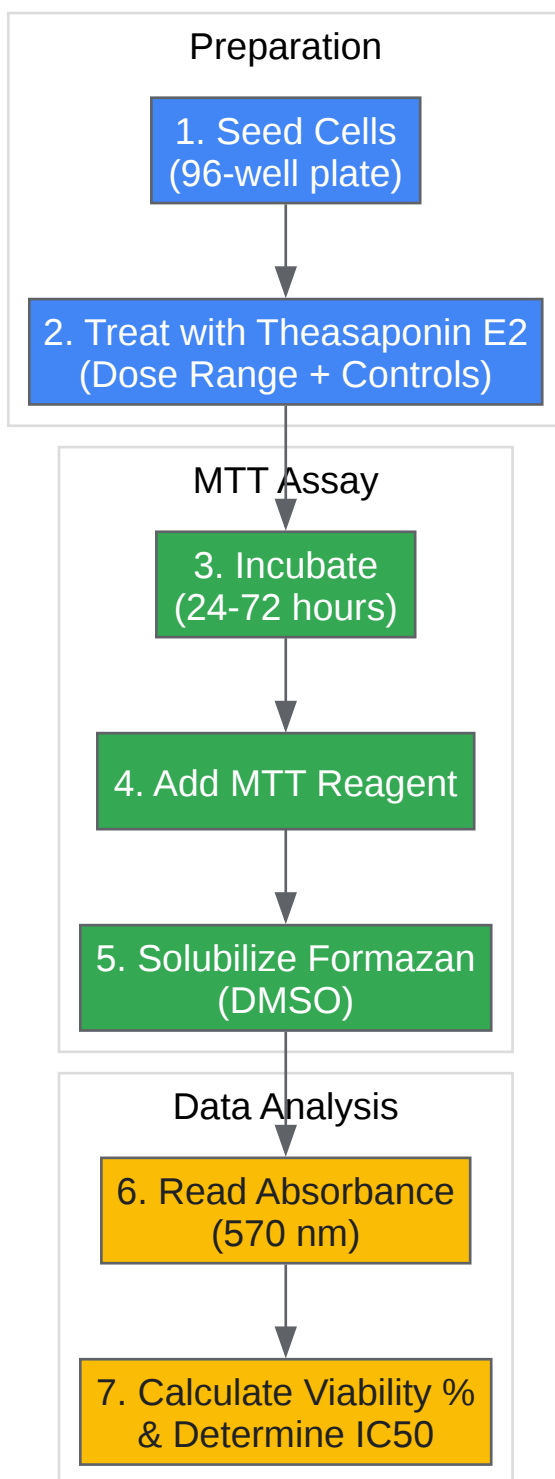 Preparation
1. Seed Cells
(96-well plate)
2. Treat with Theasaponin E2
(Dose Range + Controls)
MTT Assay
3. Incubate
(24-72 hours)
4. Add MTT Reagent
5. Solubilize Formazan
(DMSO)
Data Analysis
6. Read Absorbance
(570 nm)
7. Calculate Viability %
& Determine IC50